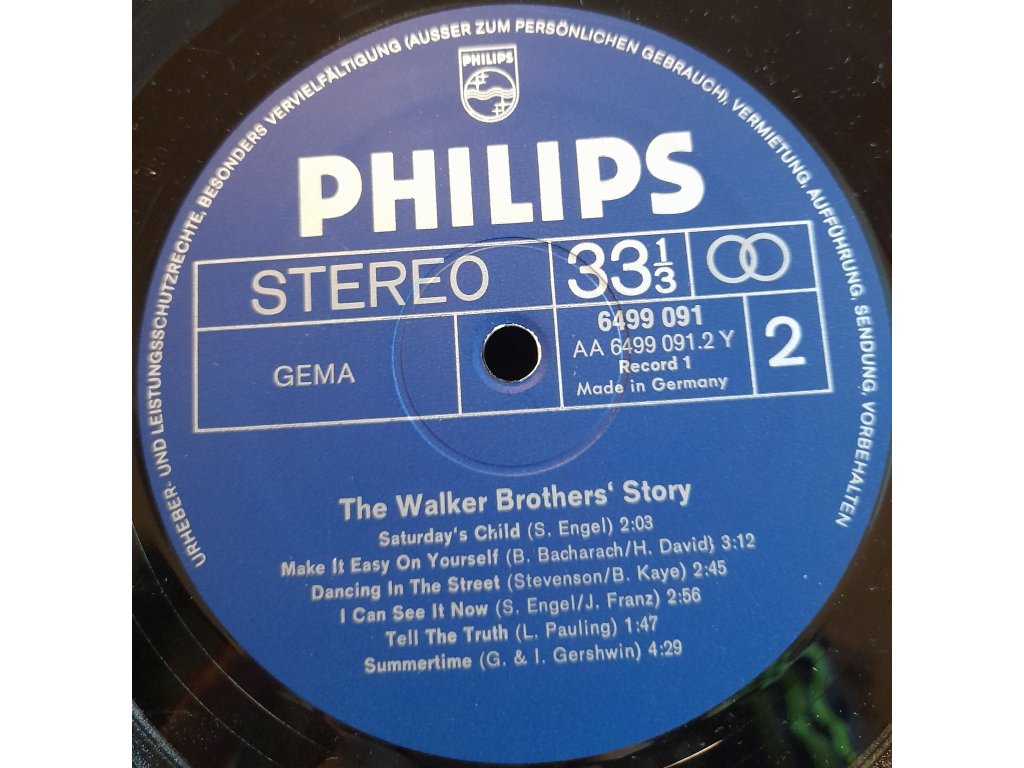 URHEBER- UND LEISTUNGSSCHUTZRECHTE, BESONDERS VERVIELFÄLTIGUNG (AUSSER ZUM PERSÖNLICHEN GEBRAUCH), VERMIETUNG, AUFFÜHRUNG, SENDUNG, VORBEHALTEN
PHILIPS
PHILIPS
STEREO
33 1/3
GEMA
6499 091
AA 6499 091.2 Y
Record 1
Made in Germany
2
The Walker Brothers' Story
Saturday's Child (S. Engel) 2:03
Make It Easy On Yourself (B. Bacharach/H. David) 3:12
Dancing In The Street (Stevenson/B. Kaye) 2:45
I Can See It Now (S. Engel/J. Franz) 2:56
Tell The Truth (L. Pauling) 1:47
Summertime (G. & I. Gershwin) 4:29